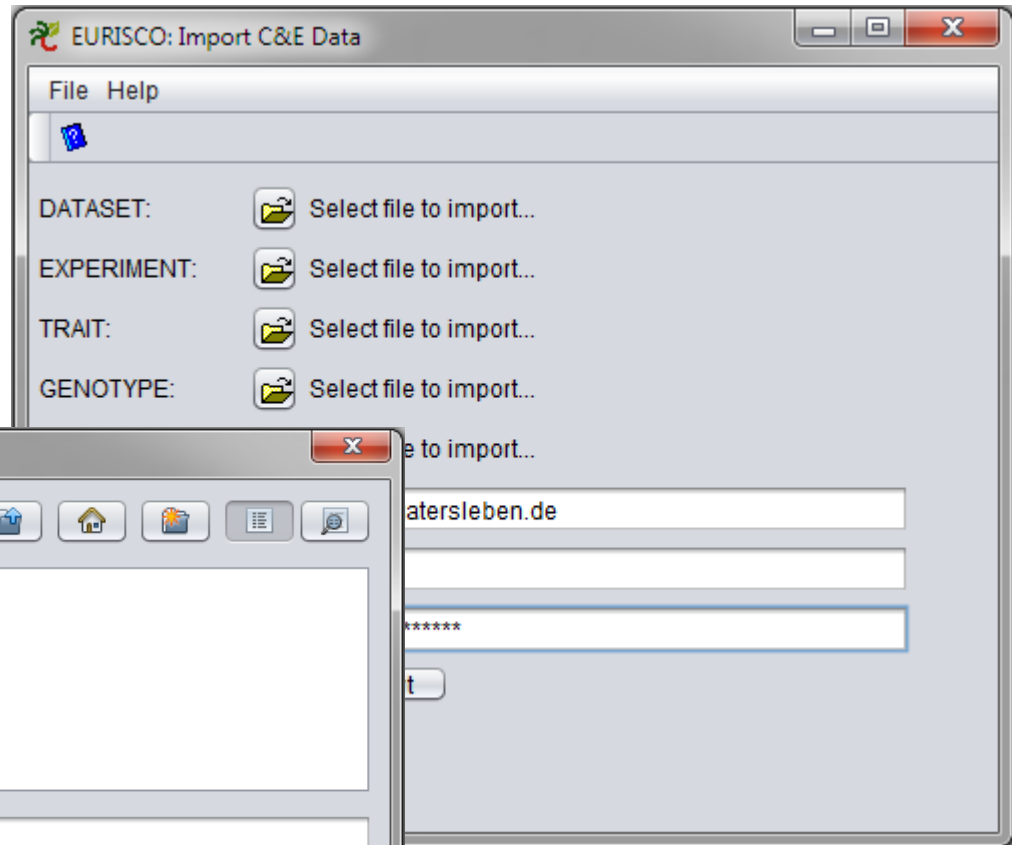 EURISCO: Import C&E Data
File Help
DATASET: Select file to import...
EXPERIMENT: Select file to import...
TRAIT: Select file to import...
GENOTYPE: Select file to import...
e to import...
atersleben.de
******
t